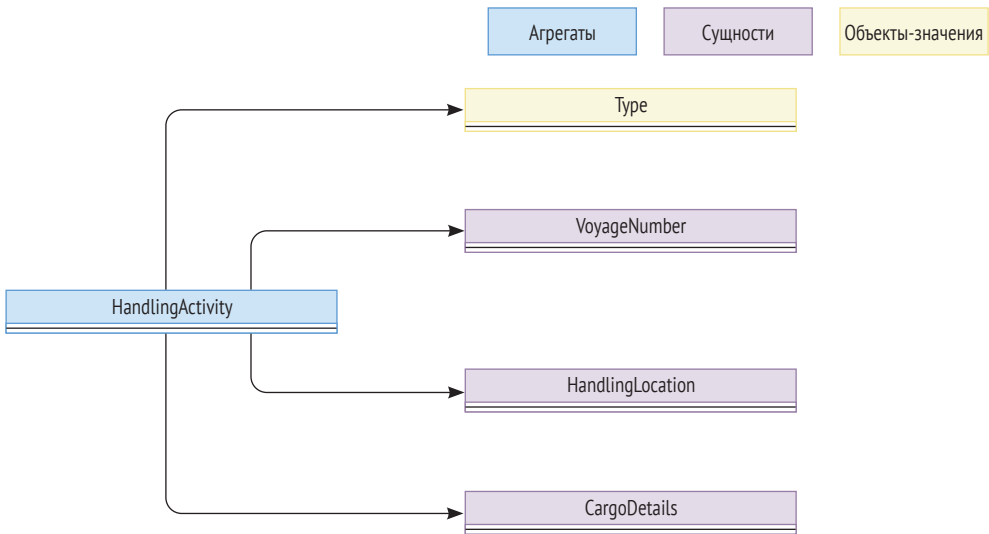 Агрегаты
Сущности
Объекты-значения
Type
VoyageNumber
HandlingActivity
HandlingLocation
CargoDetails